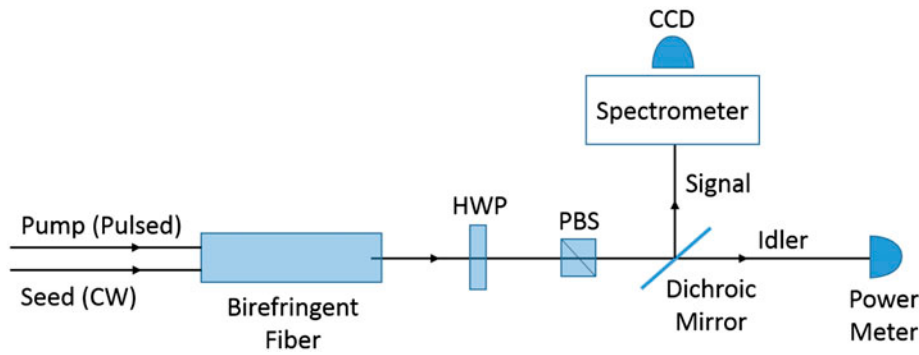 CCD
Spectrometer
Signal
HWP
PBS
Pump (Pulsed)
Idler
Seed (CW)
Birefringent
Fiber
Dichroic
Mirror
Power
Meter